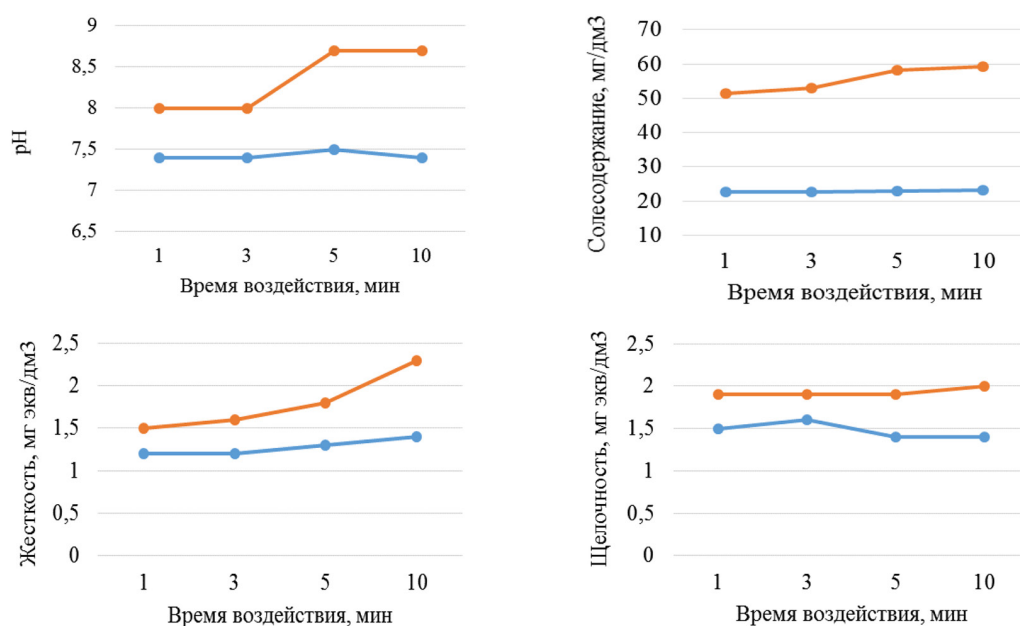 pH
9
8,5
8
7,5
7
6,5
1 3 5 10
Время воздействия, мин
Солесодержание, мг/дм3
70
60
50
40
30
20
10
1 3 5 10
Время воздействия, мин
Жесткость, мг экв/дм3
2,5
2
1,5
1
0,5
0
1 3 5 10
Время воздействия, мин
Щелочность, мг экв/дм3
2,5
2
1,5
1
0,5
0
1 3 5 10
Время воздействия, мин